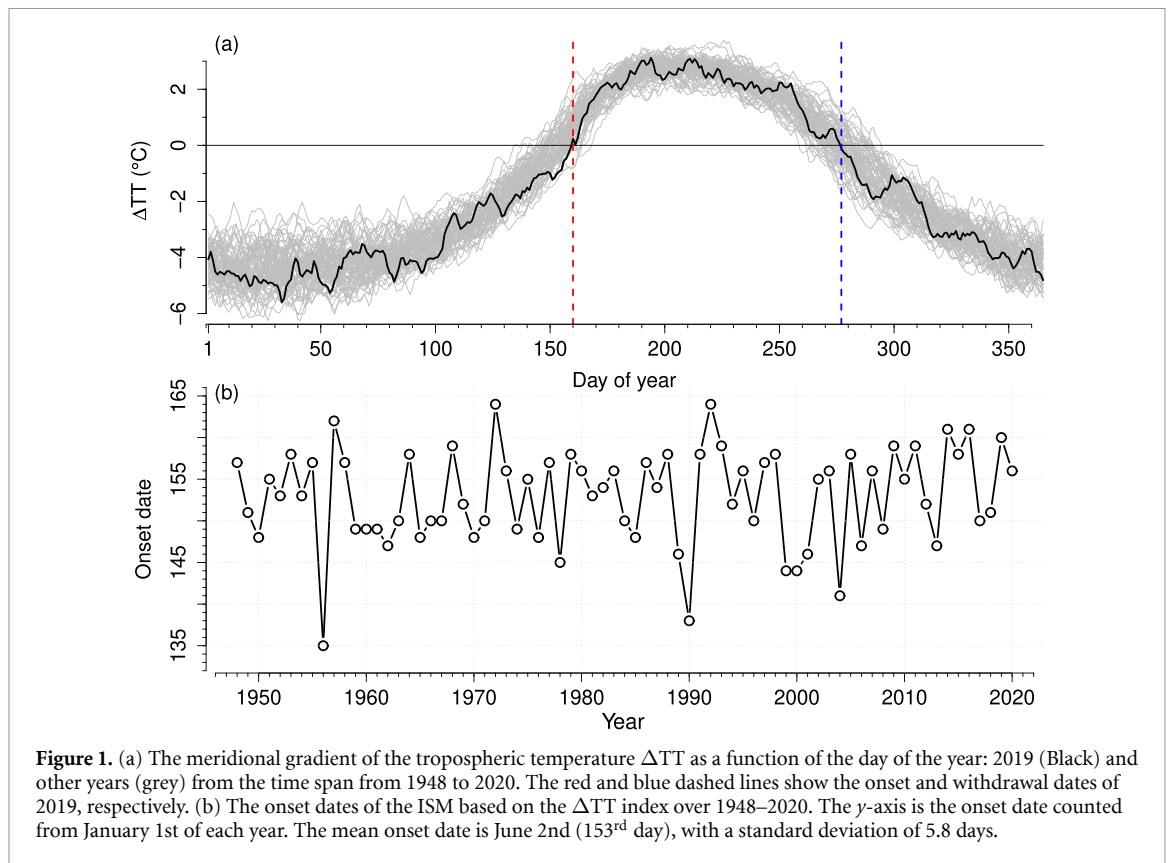 (a)
ΔTT (°C)
2
0
−2
−4
−6
1 50 100 150 200 250 300 350
Day of year
(b)
Onset date
165
155
145
135
1950 1960 1970 1980 1990 2000 2010 2020
Year
Figure 1. (a) The meridional gradient of the tropospheric temperature ΔTT as a function of the day of the year: 2019 (Black) and
other years (grey) from the time span from 1948 to 2020. The red and blue dashed lines show the onset and withdrawal dates of
2019, respectively. (b) The onset dates of the ISM based on the ΔTT index over 1948–2020. The y-axis is the onset date counted
from January 1st of each year. The mean onset date is June 2nd (153rd day), with a standard deviation of 5.8 days.